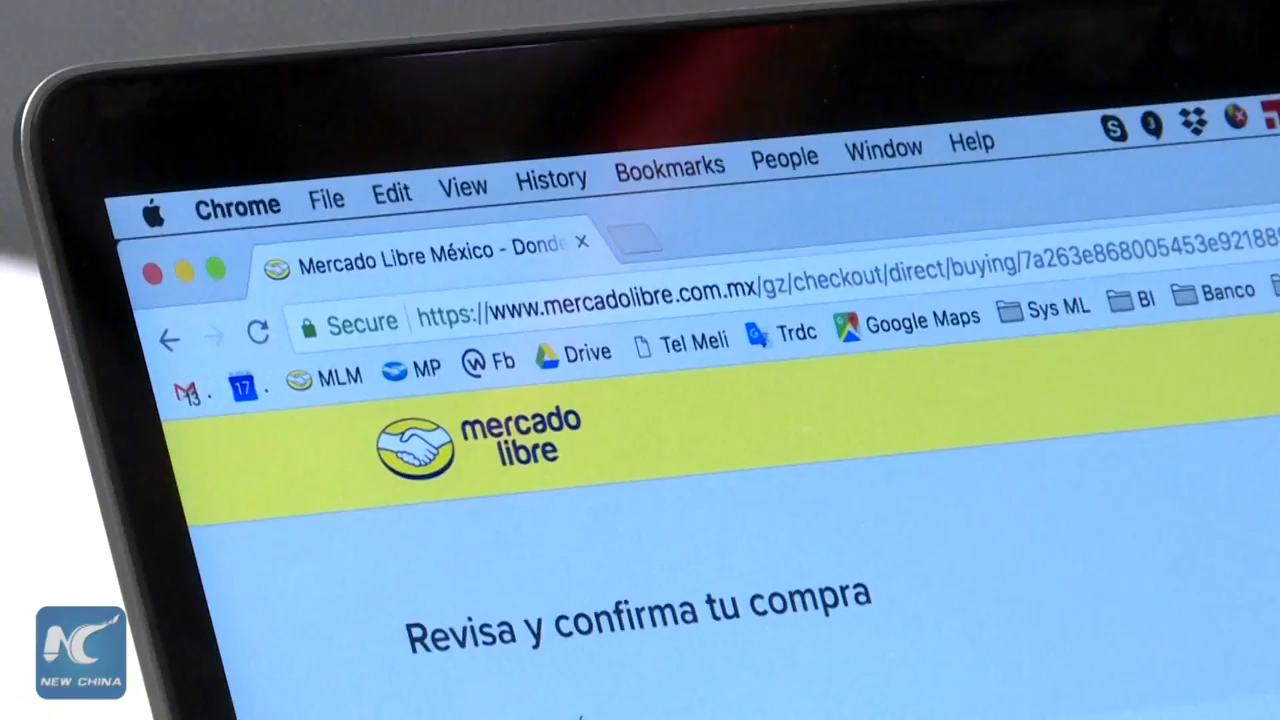 Chrome File Edit View History Bookmarks People Window Help
Mercado Libre México - Donde
Secure https://www.mercadolibre.com.mx/gz/checkout/direct/buying/7a263e868005453e92188
13 . 17 . MLM MP Fb Drive Tel Meli Trdc Google Maps Sys ML BI Banco
mercado
libre
Revisa y confirma tu compra
NC
NEW CHINA